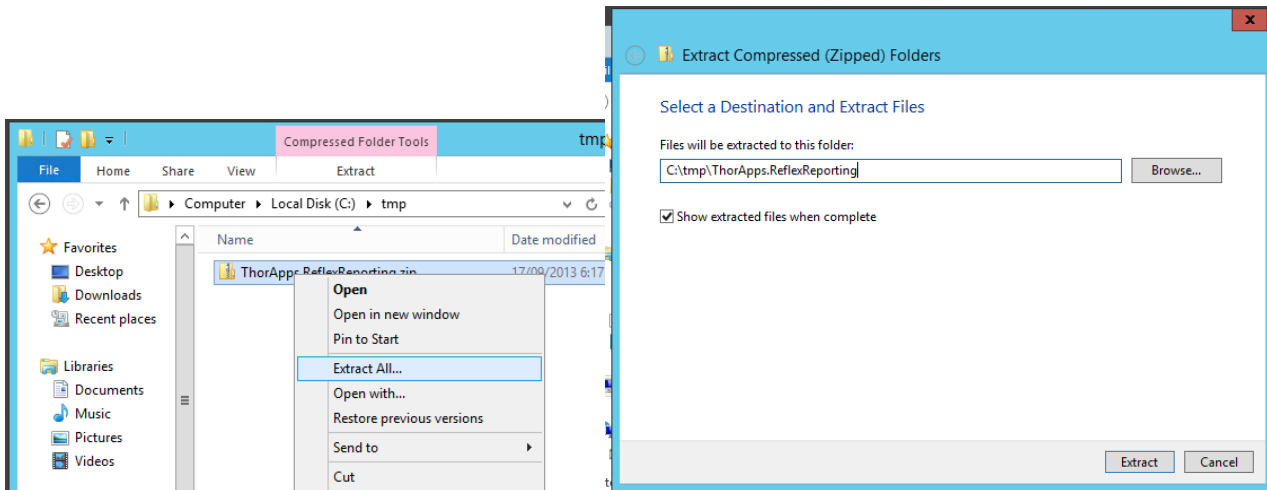 Compressed Folder Tools
tmp
File Home Share View Extract
Computer Local Disk (C:) tmp
Name Date modified
Favorites
Desktop
Downloads
Recent places
Libraries
Documents
Music
Pictures
Videos
ThorApps.ReflexReporting.zip 17/09/2013 6:17
Open
Open in new window
Pin to Start
Extract All...
Open with...
Restore previous versions
Send to
Cut
x
Extract Compressed (Zipped) Folders
Select a Destination and Extract Files
Files will be extracted to this folder:
C:\tmp\ThorApps.ReflexReporting
Browse...
Show extracted files when complete
Extract Cancel